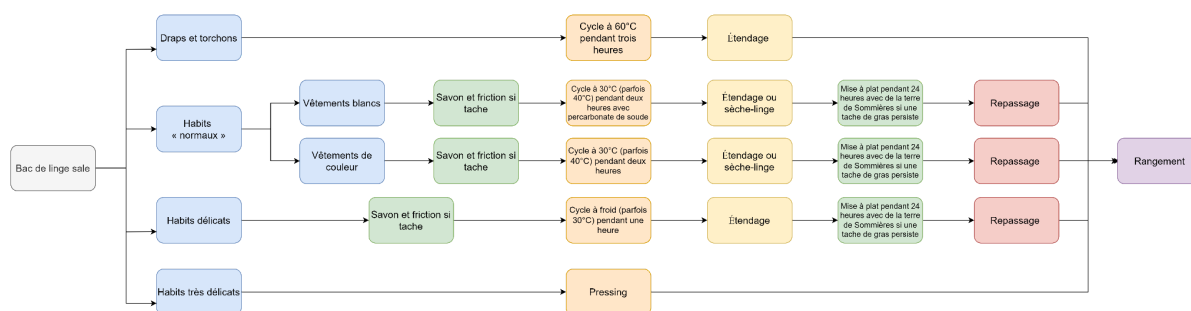 Draps et torchons
Cycle à 60°C
pendant trois
heures
Étendage
Vêtements blancs
Savon et friction si
tache
Cycle à 30°C (parfois
40°C) pendant deux
heures avec
percarbonate de soude
Étendage ou
sèche-linge
Mise à plat pendant 24
heures avec de la terre
de Sommières si une
tache de gras persiste
Repassage
Habits
« normaux »
Vêtements de
couleur
Savon et friction si
tache
Cycle à 30°C (parfois
40°C) pendant deux
heures
Étendage ou
sèche-linge
Mise à plat pendant 24
heures avec de la terre
de Sommières si une
tache de gras persiste
Repassage
Bac de linge sale
Rangement
Habits délicats
Savon et friction si
tache
Cycle à froid (parfois
30°C) pendant une
heure
Étendage
Mise à plat pendant 24
heures avec de la terre
de Sommières si une
tache de gras persiste
Repassage
Habits très délicats
Pressing